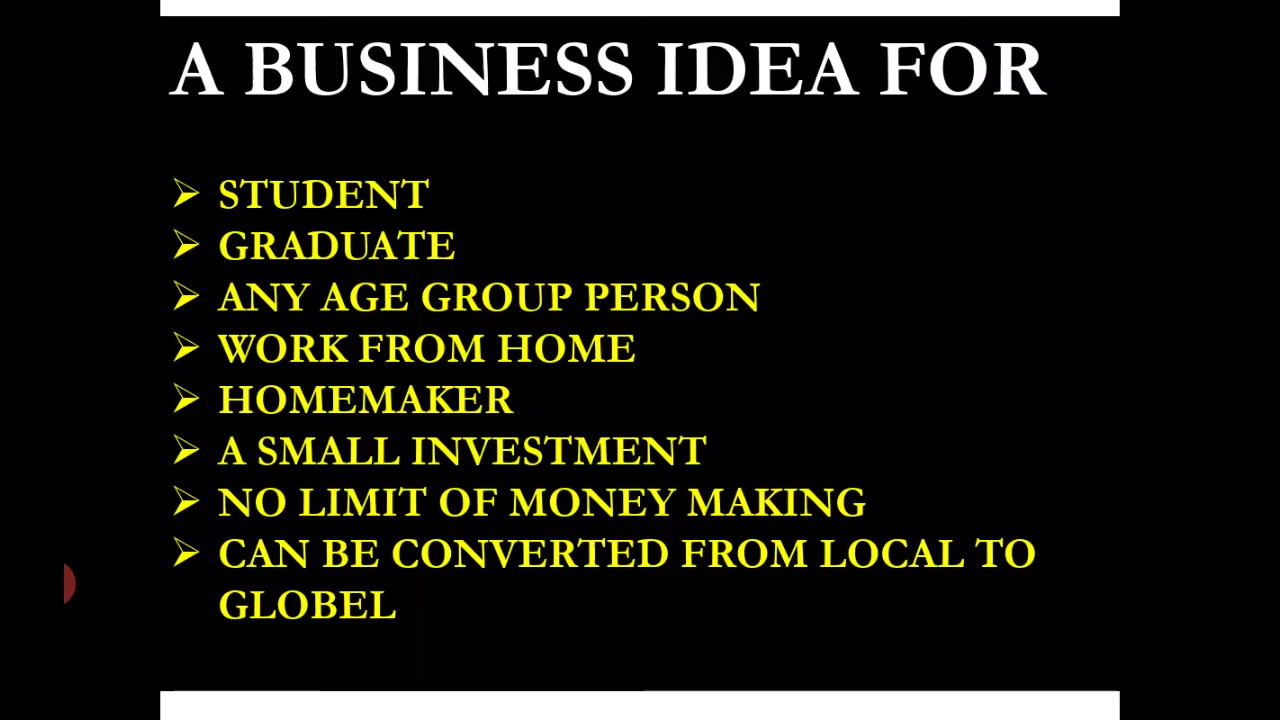 A BUSINESS IDEA FOR
➢ STUDENT
➢ GRADUATE
➢ ANY AGE GROUP PERSON
➢ WORK FROM HOME
➢ HOMEMAKER
➢ A SMALL INVESTMENT
➢ NO LIMIT OF MONEY MAKING
➢ CAN BE CONVERTED FROM LOCAL TO
GLOBEL